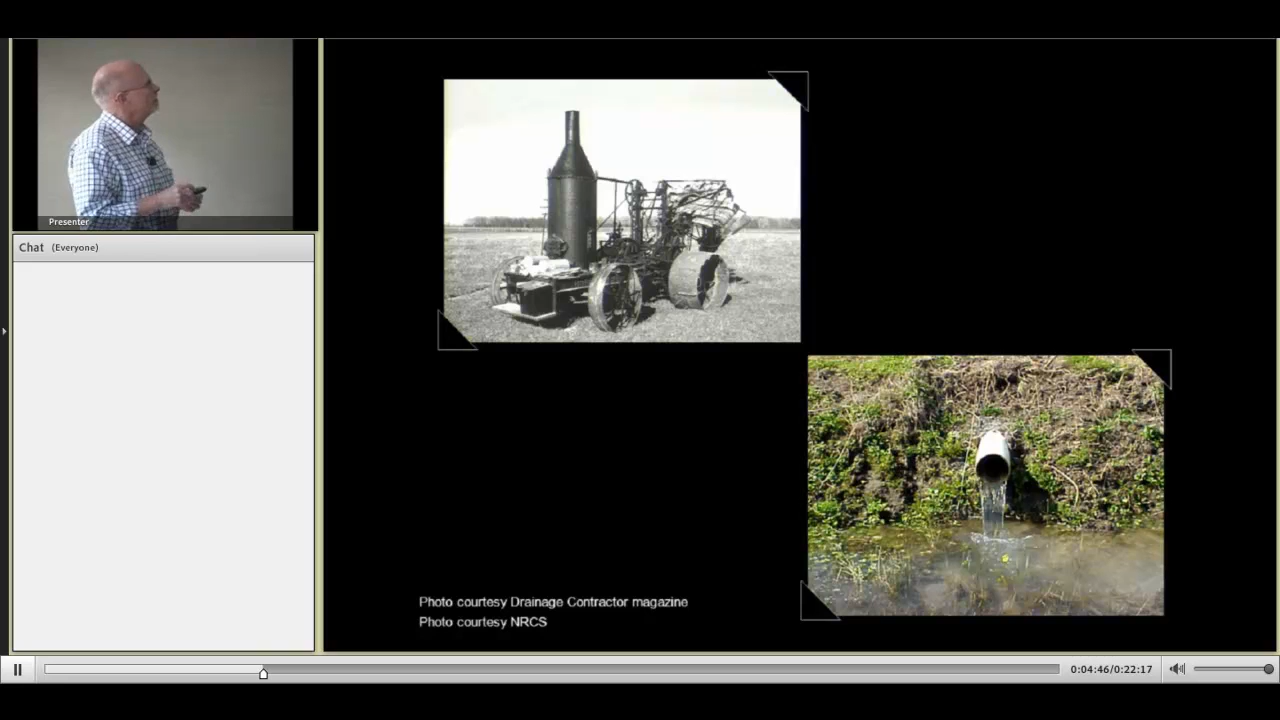 Presenter
Chat (Everyone)
Photo courtesy Drainage Contractor magazine
Photo courtesy NRCS
0:04:46/0:22:17